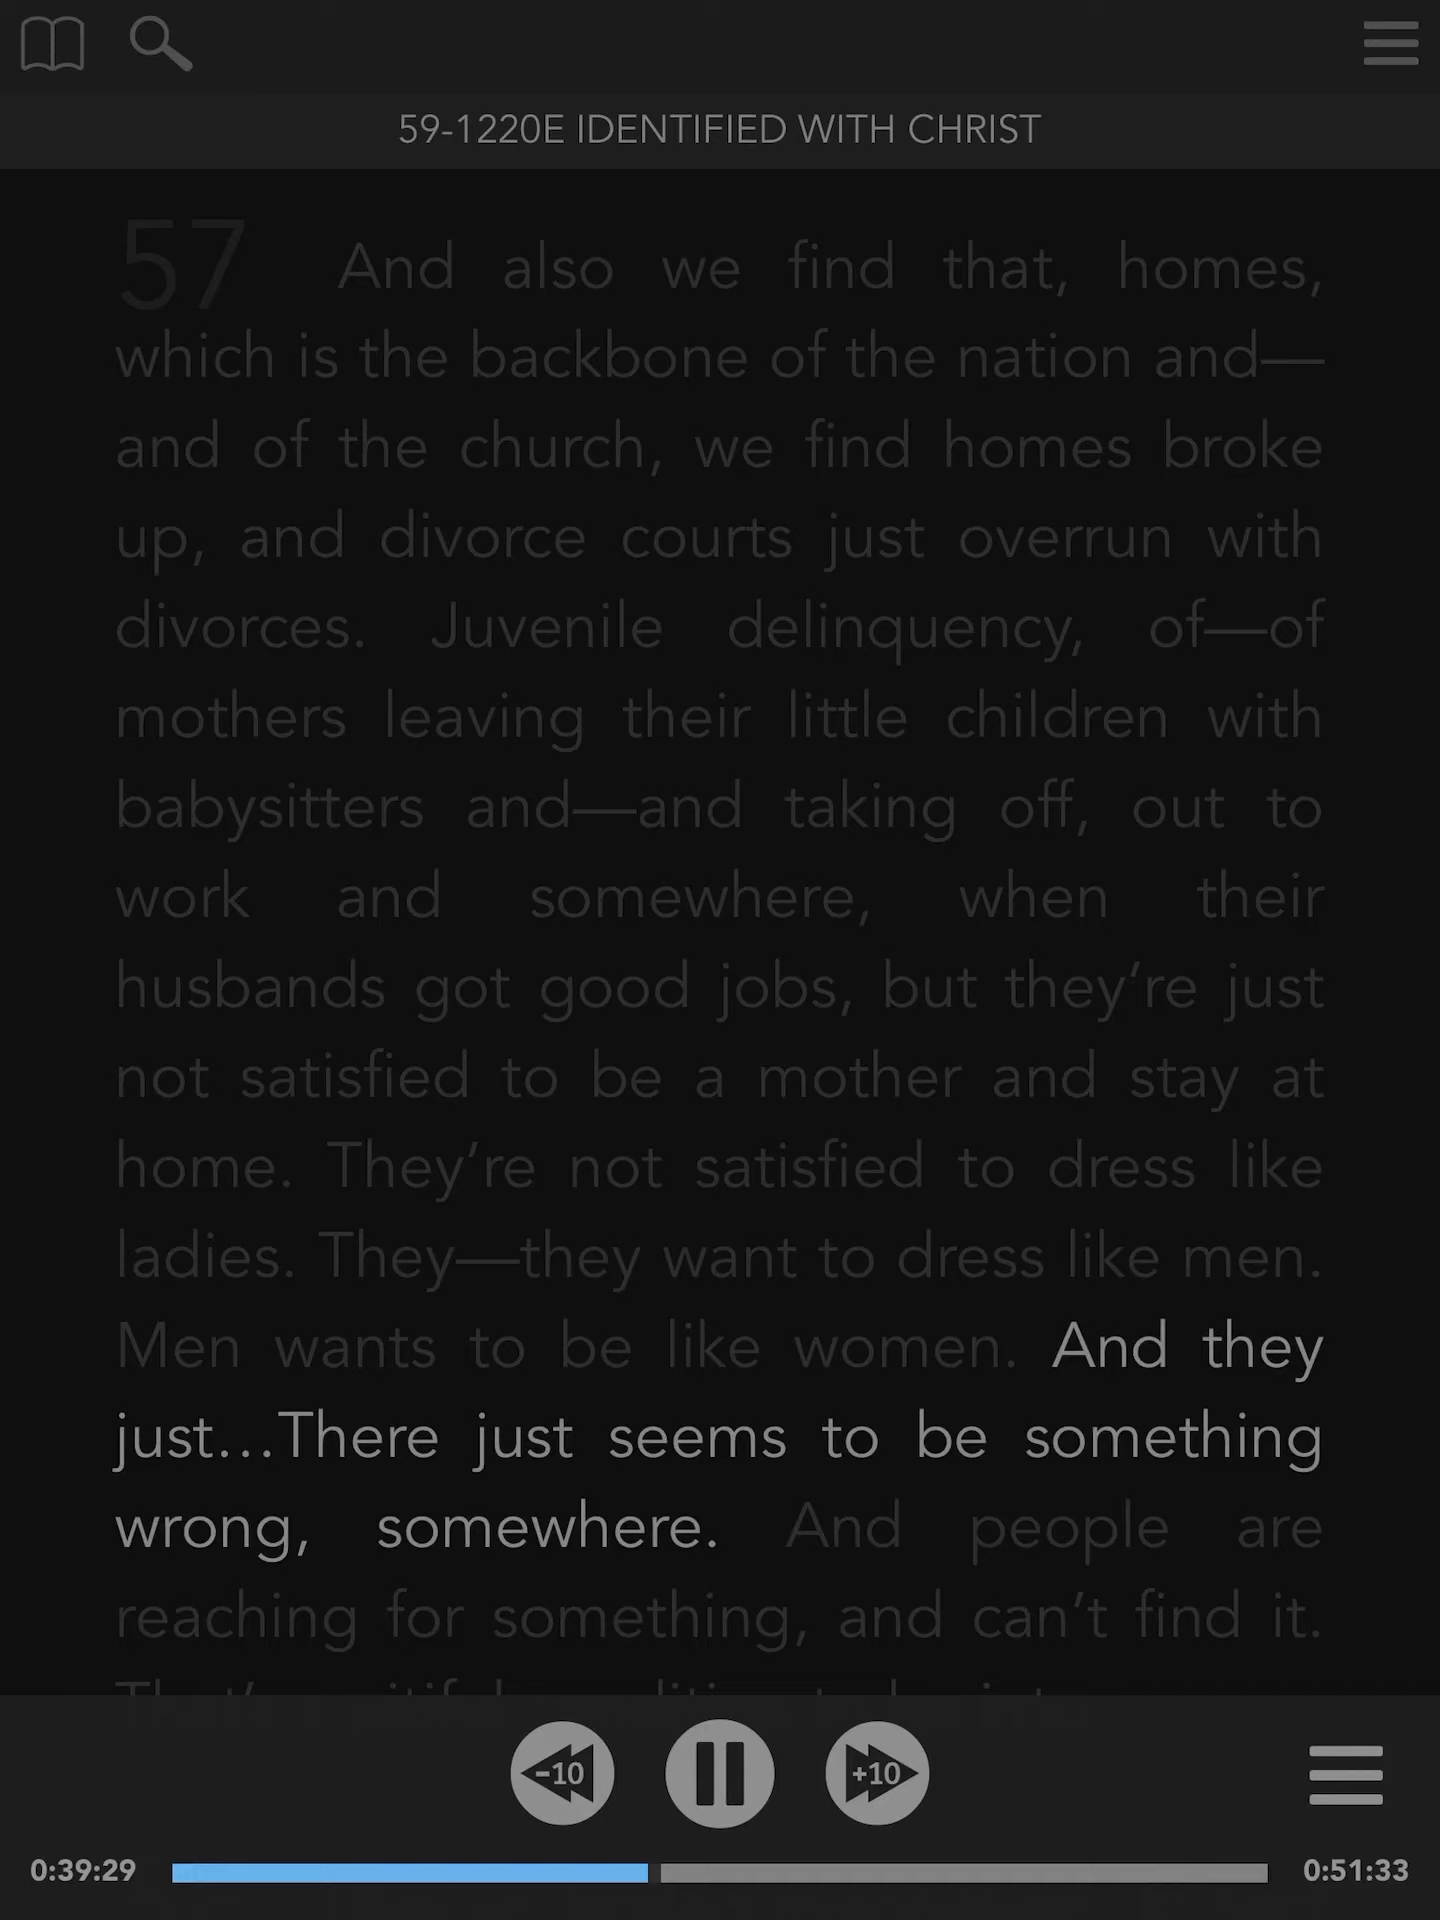 59-1220E IDENTIFIED WITH CHRIST
57 And also we find that, homes,
which is the backbone of the nation and—
and of the church, we find homes broke
up, and divorce courts just overrun with
divorces. Juvenile delinquency, of—of
mothers leaving their little children with
babysitters and—and taking off, out to
work and somewhere, when their
husbands got good jobs, but they’re just
not satisfied to be a mother and stay at
home. They’re not satisfied to dress like
ladies. They—they want to dress like men.
Men wants to be like women. And they
just…There just seems to be something
wrong, somewhere. And people are
reaching for something, and can’t find it.
-10 +10
0:39:29 0:51:33